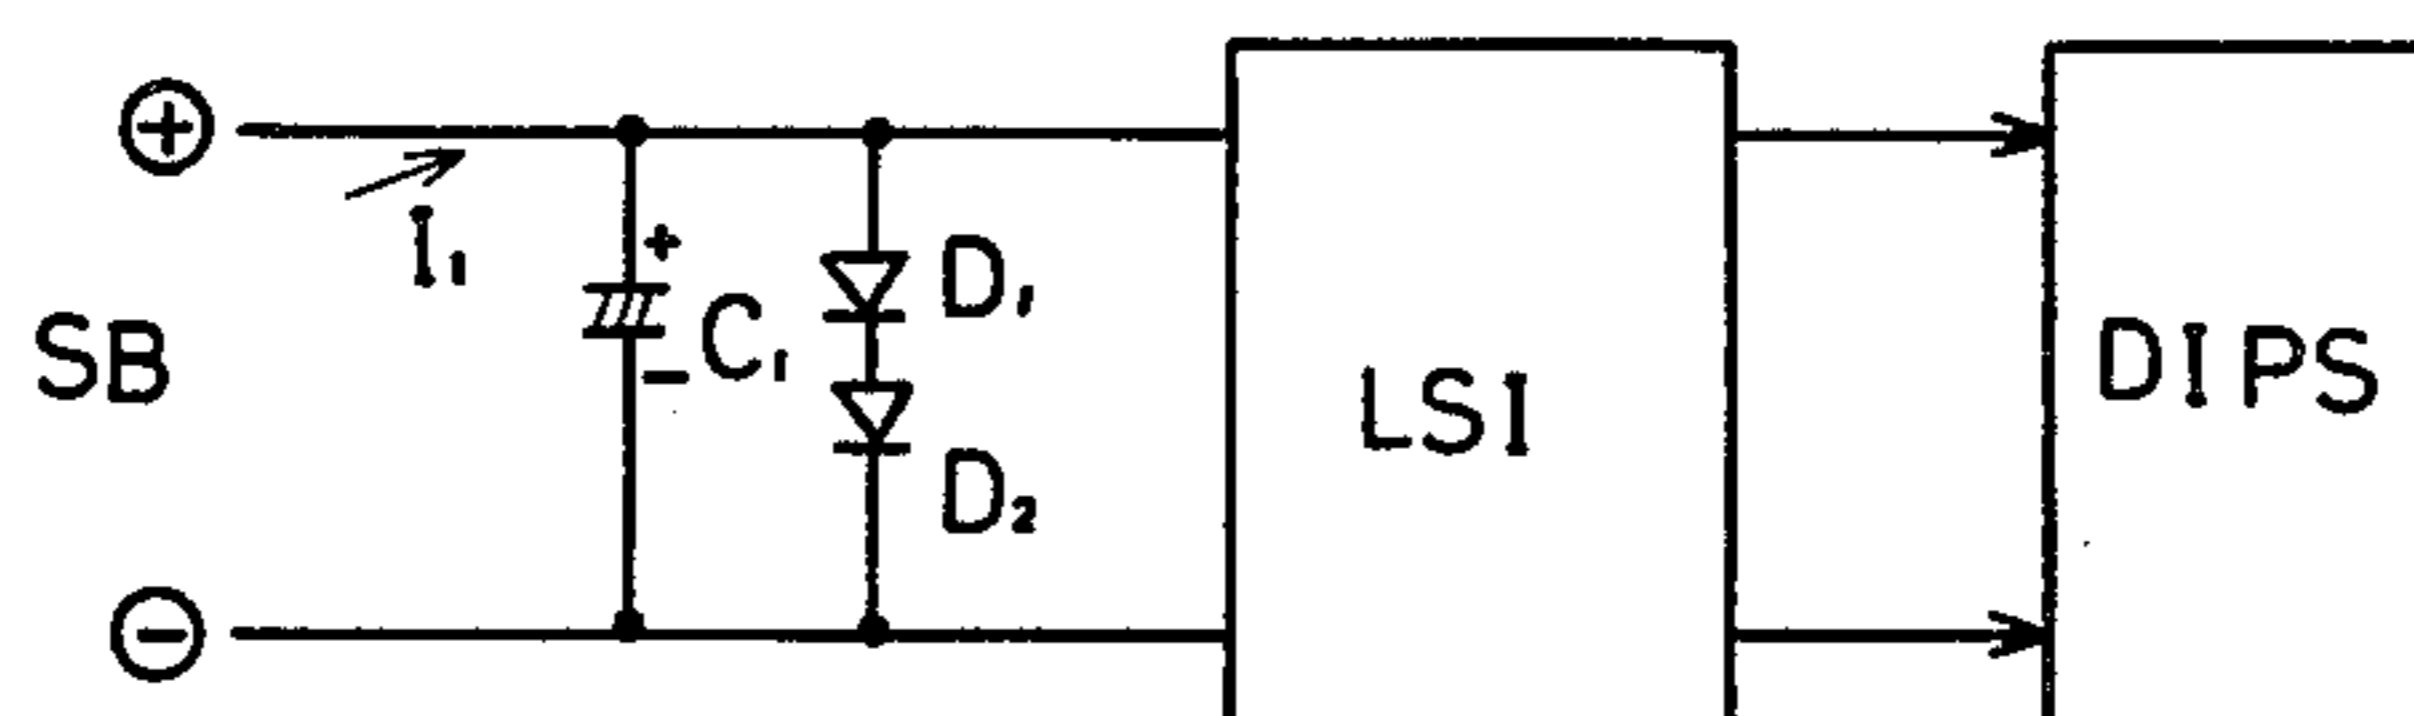 ⊕
I₁
+
SB
C₁
−
D₁
D₂
LSI
DIPS
⊖